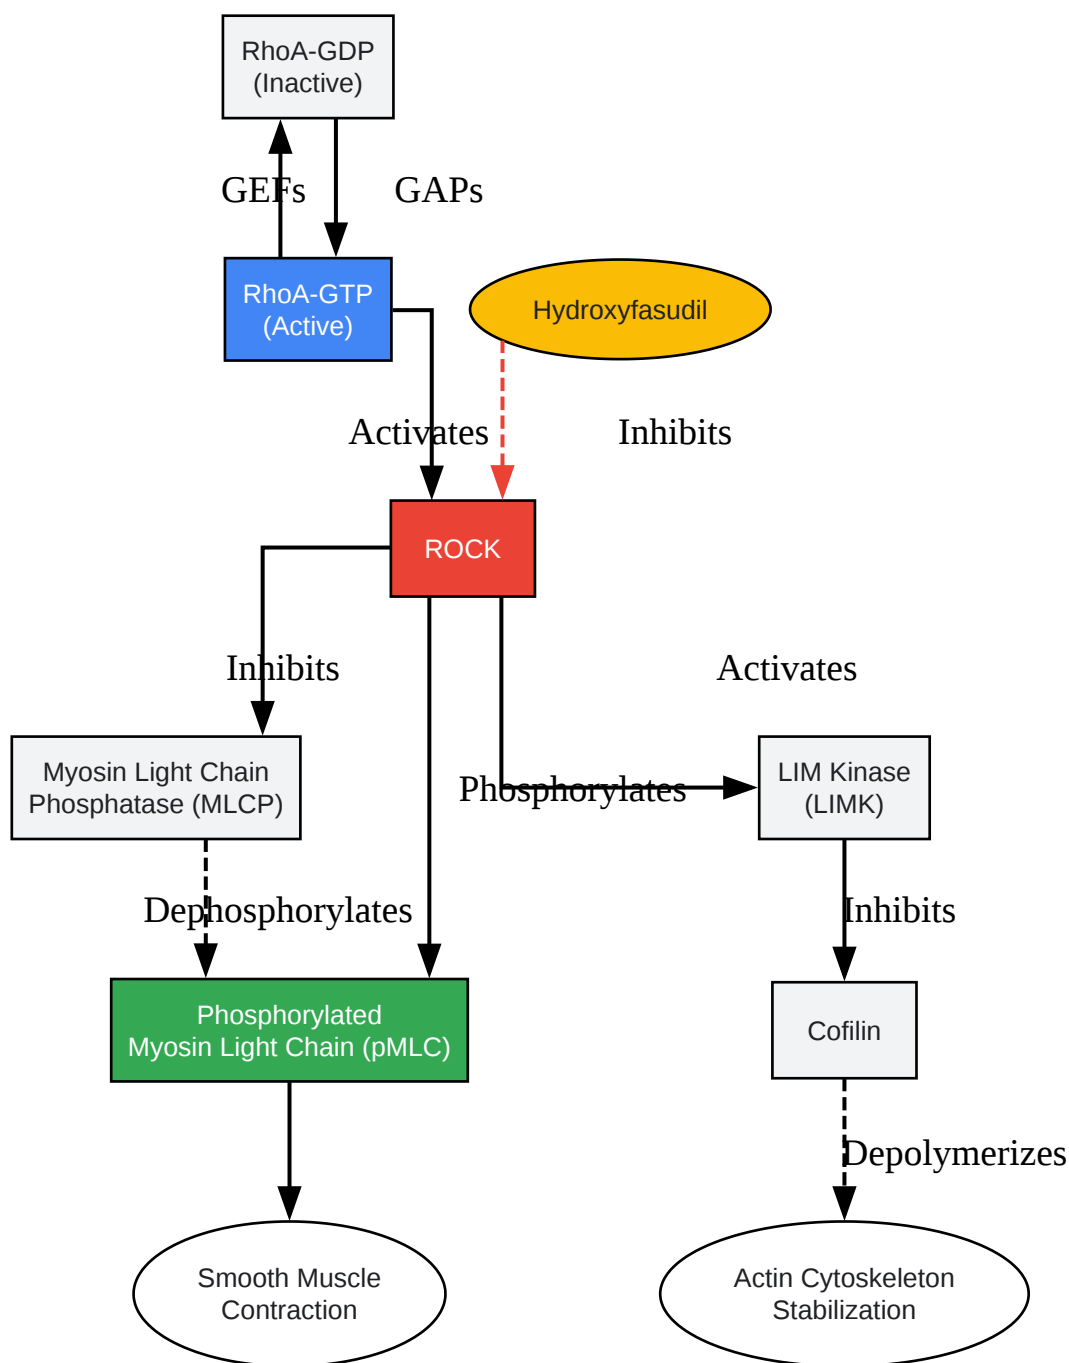 RhoA-GDP
(Inactive)
GEFs
GAPs
RhoA-GTP
(Active)
Hydroxyfasudil
Activates
Inhibits
ROCK
Inhibits
Activates
Myosin Light Chain
Phosphatase (MLCP)
Phosphorylates
LIM Kinase
(LIMK)
Dephosphorylates
Inhibits
Phosphorylated
Myosin Light Chain (pMLC)
Cofilin
Depolymerizes
Smooth Muscle
Contraction
Actin Cytoskeleton
Stabilization